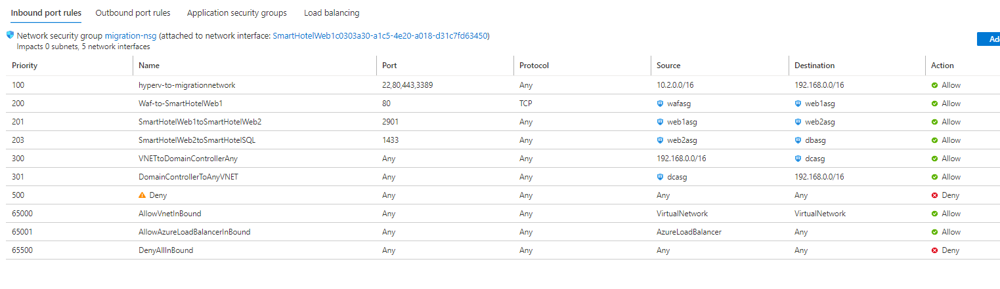 Inbound port rules Outbound port rules Application security groups Load balancing
Network security group migration-nsg (attached to network interface: SmartHotelWeb1c0303a30-a1c5-4e20-a018-d31c7fd63450)
Impacts 0 subnets, 5 network interfaces
Priority Name Port Protocol Source Destination Action
100 hyperv-to-migrationnetwork 22,80,443,3389 Any 10.2.0.0/16 192.168.0.0/16 Allow
200 Waf-to-SmartHotelWeb1 80 TCP wafasg web1asg Allow
201 SmartHotelWeb1toSmartHotelWeb2 2901 Any web1asg web2asg Allow
203 SmartHotelWeb2toSmartHotelSQL 1433 Any web2asg dbasg Allow
300 VNETtoDomainControllerAny Any Any 192.168.0.0/16 dcasg Allow
301 DomainControllerToAnyVNET Any Any dcasg 192.168.0.0/16 Allow
500 Deny Any Any Any Any Deny
65000 AllowVnetInBound Any Any VirtualNetwork VirtualNetwork Allow
65001 AllowAzureLoadBalancerInBound Any Any AzureLoadBalancer Any Allow
65500 DenyAllInBound Any Any Any Any Deny